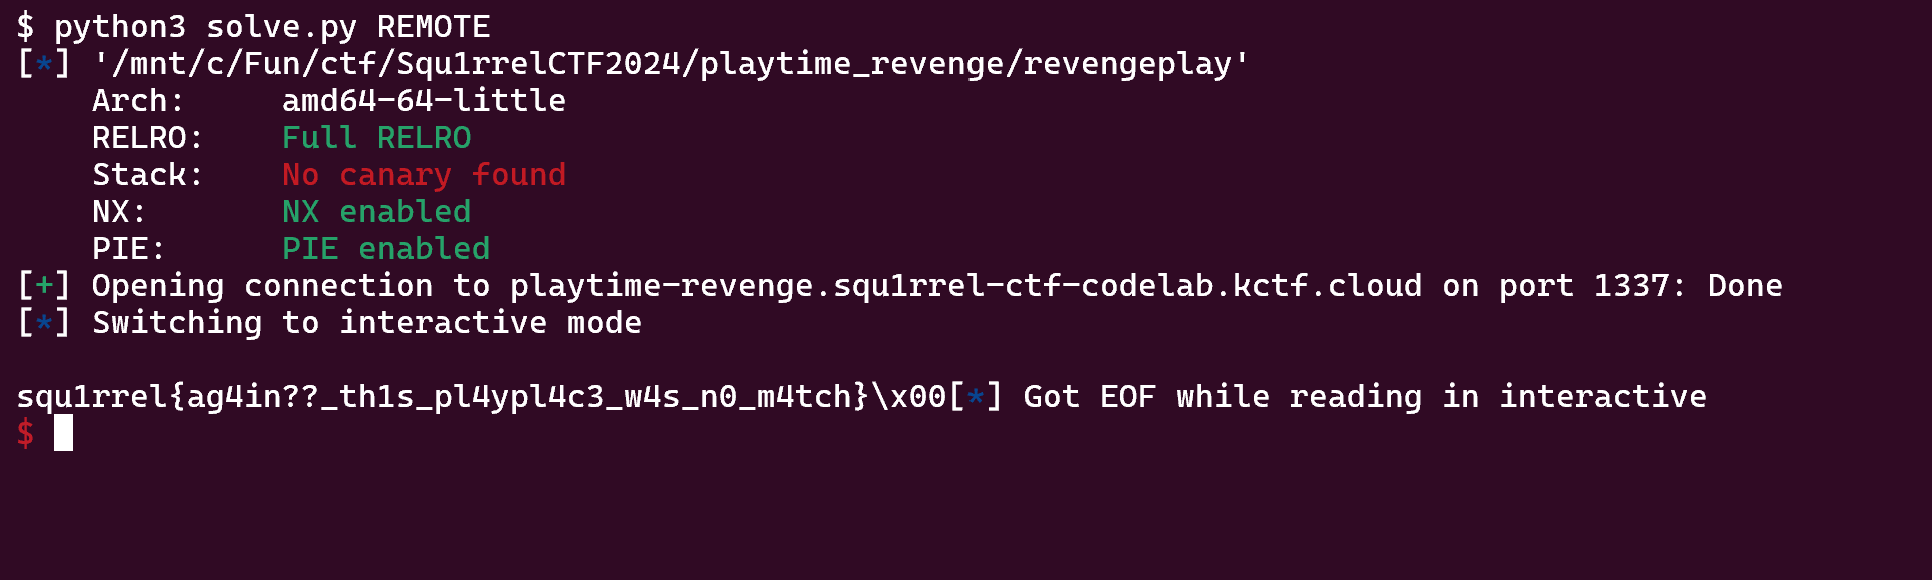 $ python3 solve.py REMOTE
[*] '/mnt/c/Fun/ctf/Squ1rrelCTF2024/playtime_revenge/revengeplay'
    Arch:     amd64-64-little
    RELRO:    Full RELRO
    Stack:    No canary found
    NX:       NX enabled
    PIE:      PIE enabled
[+] Opening connection to playtime-revenge.squ1rrel-ctf-codelab.kctf.cloud on port 1337: Done
[*] Switching to interactive mode

squ1rrel{ag4in??_th1s_pl4ypl4c3_w4s_n0_m4tch}\x00[*] Got EOF while reading in interactive
$